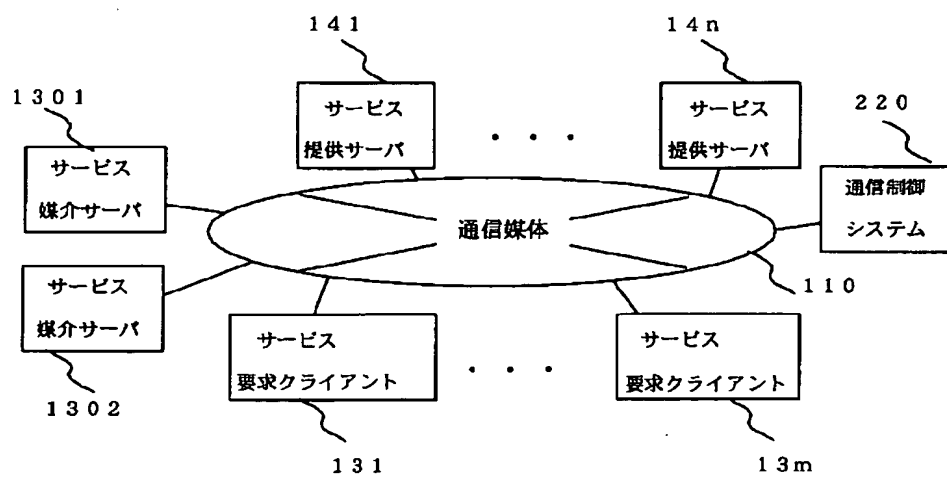 141
14n
1301
サービス
提供サーバ
・・・
サービス
提供サーバ
220
サービス
媒介サーバ
通信制御
システム
通信媒体
サービス
媒介サーバ
110
サービス
要求クライアント
・・・
サービス
要求クライアント
1302
131
13m